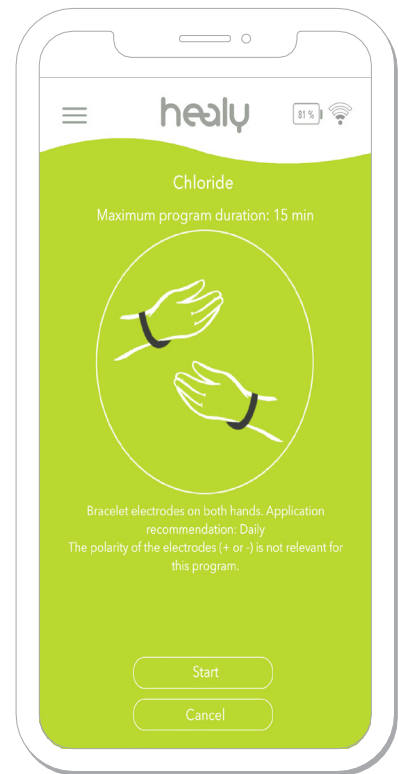 healy
81 %
Chloride
Maximum program duration: 15 min
Bracelet electrodes on both hands. Application
recommendation: Daily
The polarity of the electrodes (+ or -) is not relevant for
this program.
Start
Cancel